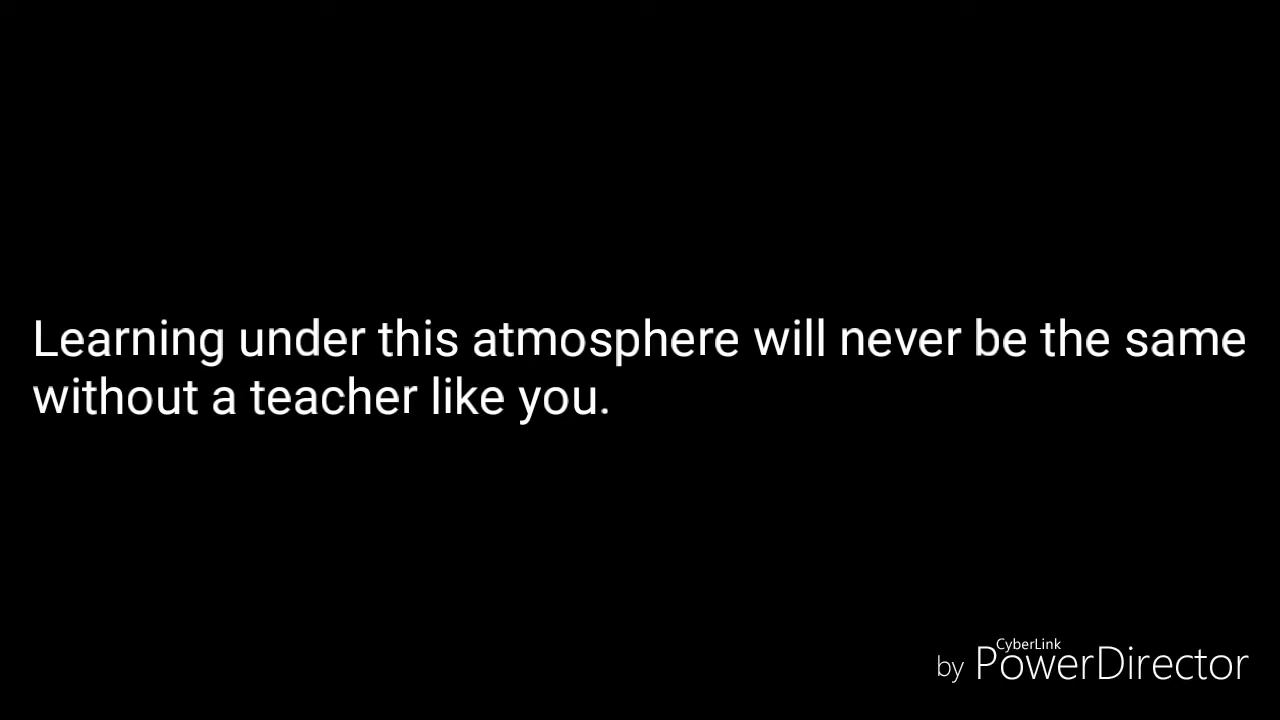 Learning under this atmosphere will never be the same
without a teacher like you.
CyberLink
by PowerDirector